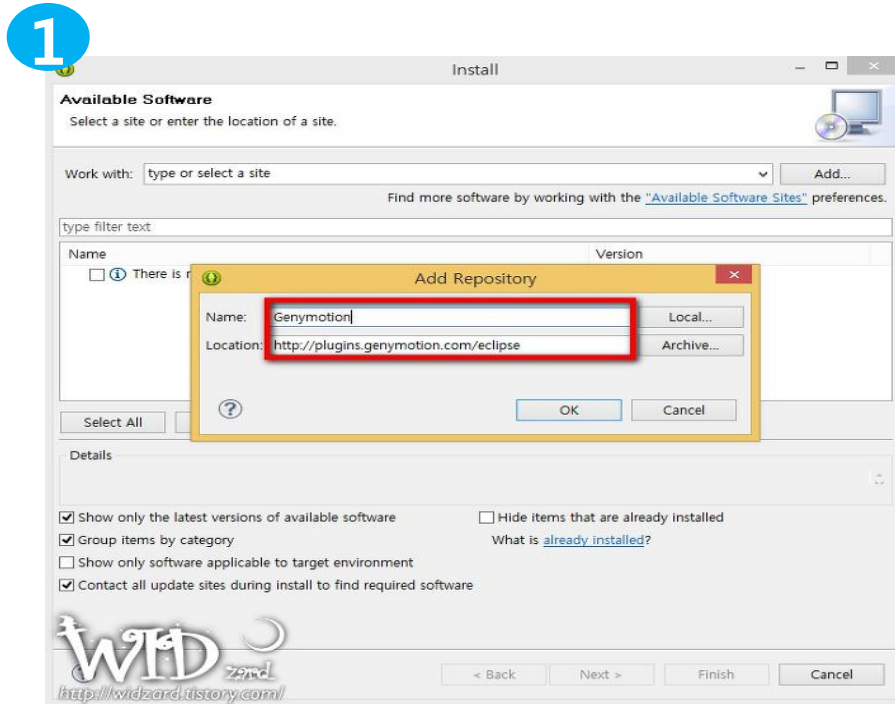 1
Install
Available Software
Select a site or enter the location of a site.
Work with: type or select a site Add...
Find more software by working with the "Available Software Sites" preferences.
type filter text
Name Version
There is
Add Repository
Name: Genymotion Local...
Location: http://plugins.genymotion.com/eclipse Archive...
OK Cancel
Select All
Details
Show only the latest versions of available software Hide items that are already installed
Group items by category What is already installed?
Show only software applicable to target environment
Contact all update sites during install to find required software
WID zard
http://widzard.tistory.com/
< Back Next > Finish Cancel